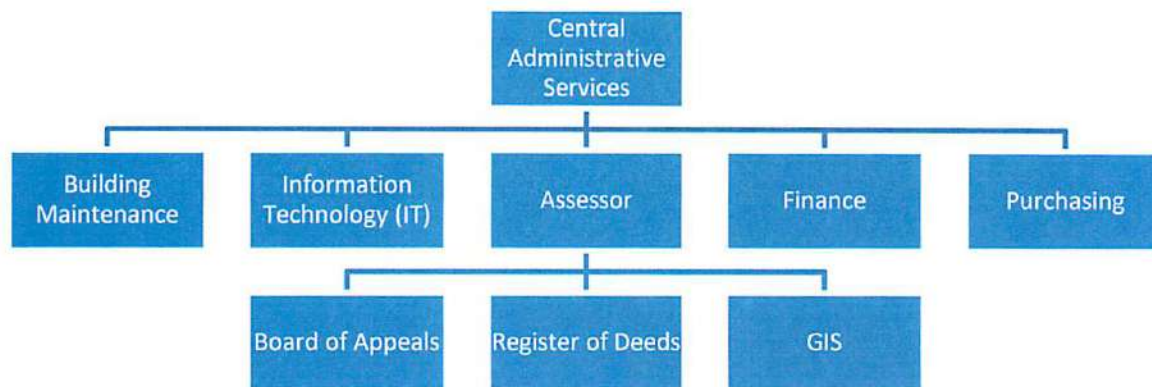 Central
Administrative
Services
Building
Maintenance
Information
Technology (IT)
Assessor
Finance
Purchasing
Board of Appeals
Register of Deeds
GIS